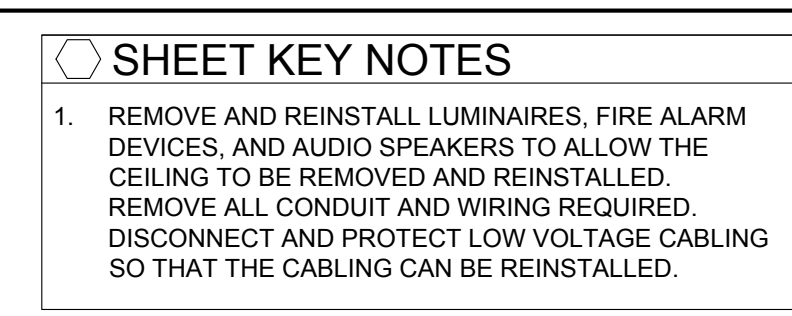 SHEET KEY NOTES
1. REMOVE AND REINSTALL LUMINAIRES, FIRE ALARM
DEVICES, AND AUDIO SPEAKERS TO ALLOW THE
CEILING TO BE REMOVED AND REINSTALLED.
REMOVE ALL CONDUIT AND WIRING REQUIRED.
DISCONNECT AND PROTECT LOW VOLTAGE CABLING
SO THAT THE CABLING CAN BE REINSTALLED.